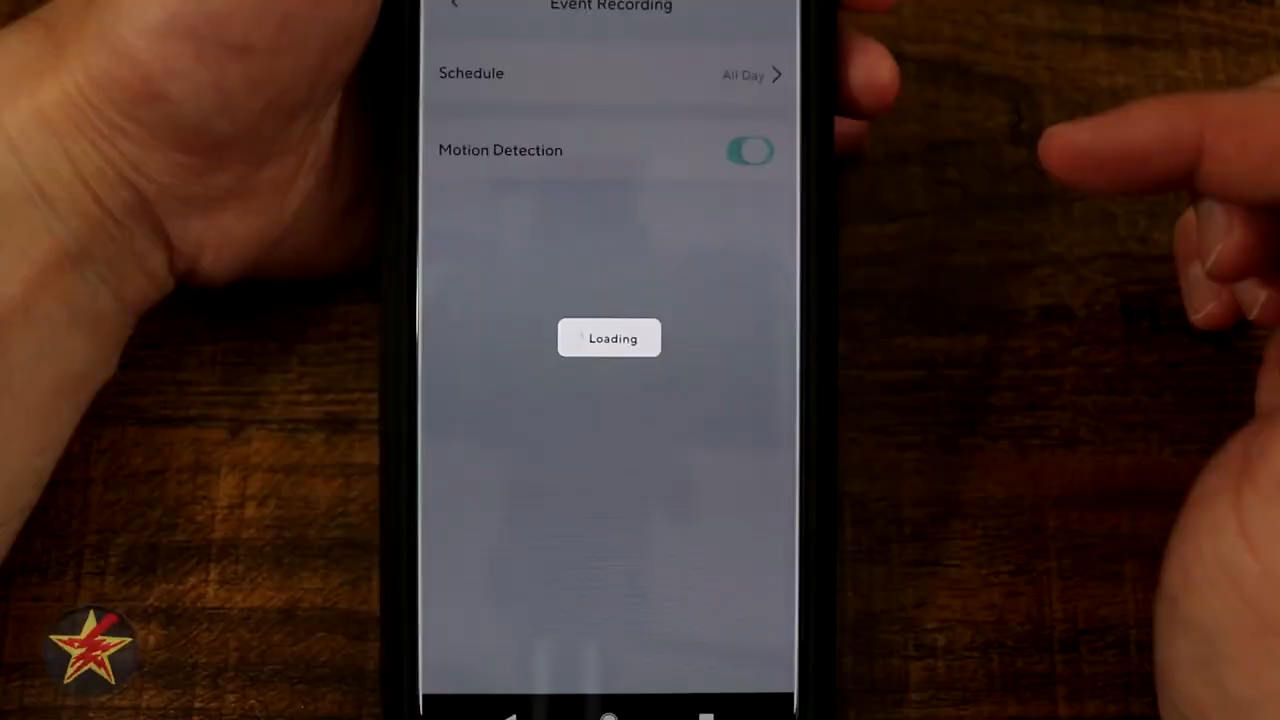 Event Recording
Schedule
All Day
Motion Detection
Loading